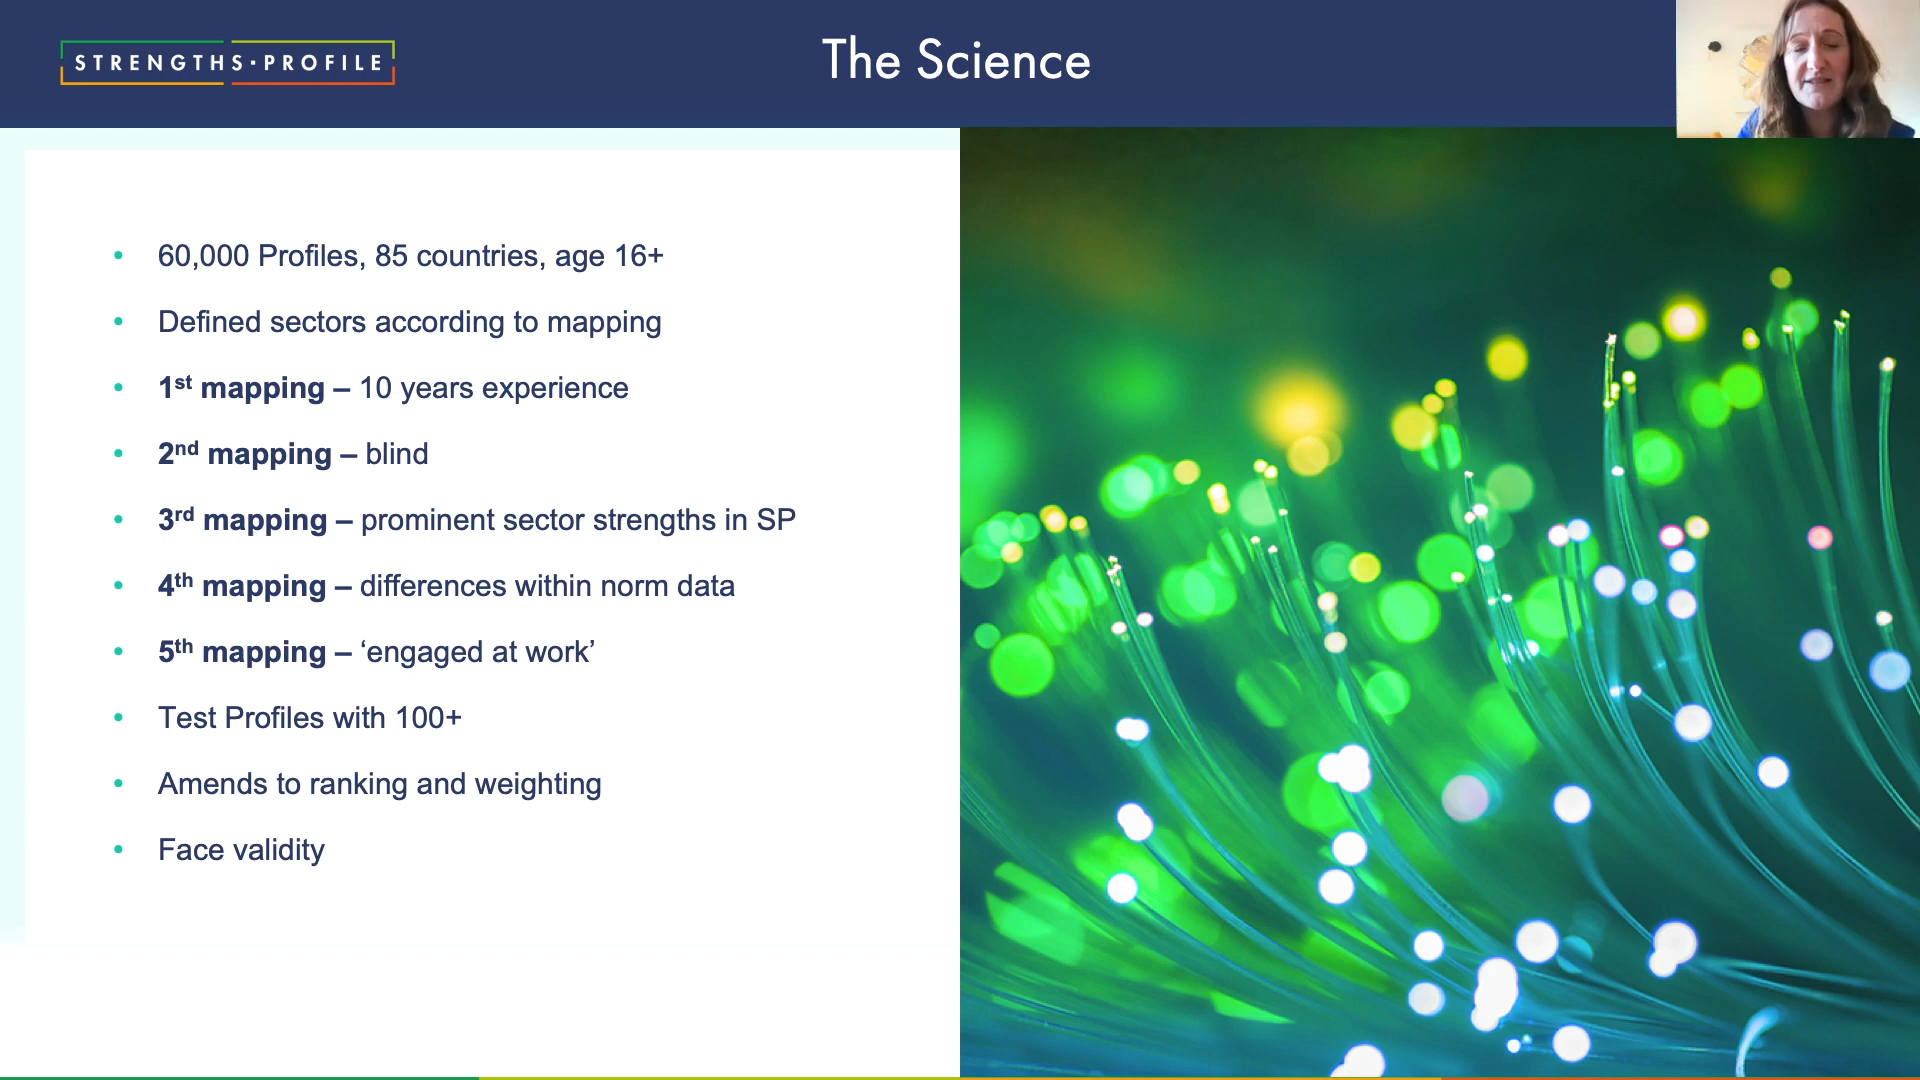 STRENGTHS·PROFILE
The Science
• 60,000 Profiles, 85 countries, age 16+
• Defined sectors according to mapping
• 1st mapping – 10 years experience
• 2nd mapping – blind
• 3rd mapping – prominent sector strengths in SP
• 4th mapping – differences within norm data
• 5th mapping – ‘engaged at work’
• Test Profiles with 100+
• Amends to ranking and weighting
• Face validity